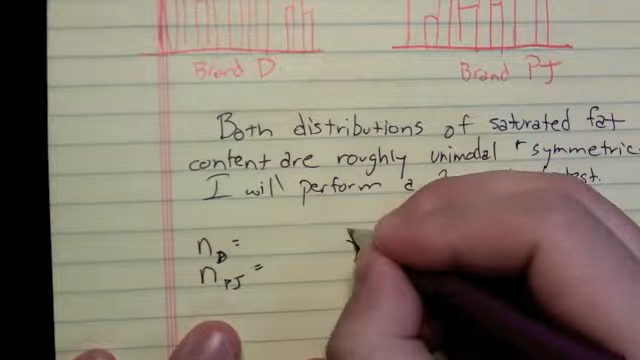 Brand D
Brand PJ
Both distributions of saturated fat
content are roughly unimodal + symmetric.
I will perform a
n_D =
n_PJ =